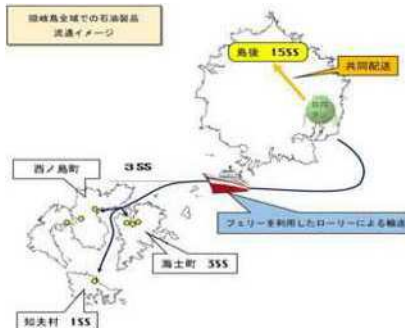 隠岐島全域での石油製品
流通イメージ
島後 15SS
共同配送
西ノ島町
3SS
フェリーを利用したローリーによる輸送
海士町 3SS
知夫村 1SS